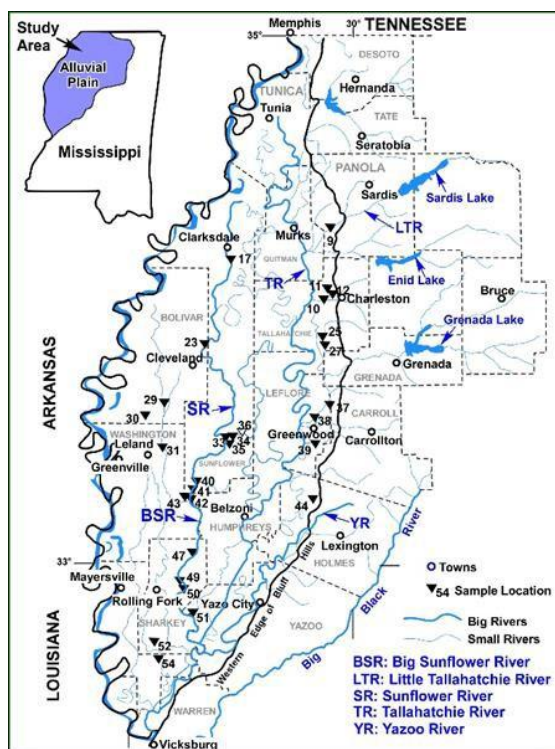 Study
Area
Alluvial
Plain
Mississippi
Memphis
35°
30°
TENNESSEE
DESOTO
Hernanda
TUNICA
Tunia
TATE
Seratobia
PANOLA
Sardis
Sardis Lake
LTR
Clarksdale
17
Murks
9
QUITMAN
TR
11
12
10
Charleston
Enid Lake
Bruce
Grenada Lake
BOLIVAR
TALLAHATCHIE
25
27
23
Cleveland
Grenada
GRENADA
ARKANSAS
LEFLORE
SR
29
30
37
CARROLL
38
36
33
34
35
Greenwood
39
Carrollton
WASHINGTON
Leland
Greenville
31
SUNFLOWER
40
41
42
43
44
BSR
Belzoni
HUMPHREYS
YR
River
Lexington
HOLMES
33°
47
Mayersville
49
Rolling Fork
50
Yazo City
51
SHARKEY
52
54
Western Edge of Bluff Hills
YAZOO
Big Black
LOUISIANA
WARREN
Vicksburg
Towns
54 Sample Location
Big Rivers
Small Rivers
BSR: Big Sunflower River
LTR: Little Tallahatchie River
SR: Sunflower River
TR: Tallahatchie River
YR: Yazoo River